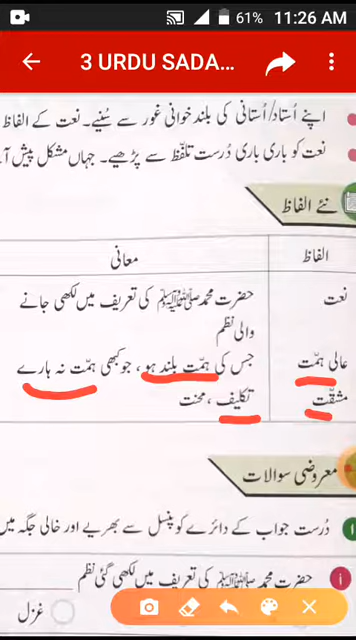 61% 11:26 AM
3 URDU SADA...
اپنے اُستاد/اُستانی کی بلند خوانی غور سے سُنیے۔ نعت کے الفاظ
نعت کو باری باری دُرست تلفّظ سے پڑھیے۔ جہاں مشکل پیش آ
نئے الفاظ
الفاظ معانی
نعت حضرت محمد ﷺ کی تعریف میں لکھی جانے
والی نظم
عالی ہمّت جس کی ہمّت بلند ہو، جو کبھی ہمّت نہ ہارے
مشقّت تکلیف، محنت
معروضی سوالات
ا دُرست جواب کے دائرے کو پنسل سے بھریے اور خالی جگہ میں
i حضرت محمد ﷺ کی تعریف میں لکھی گئی نظم
غزل